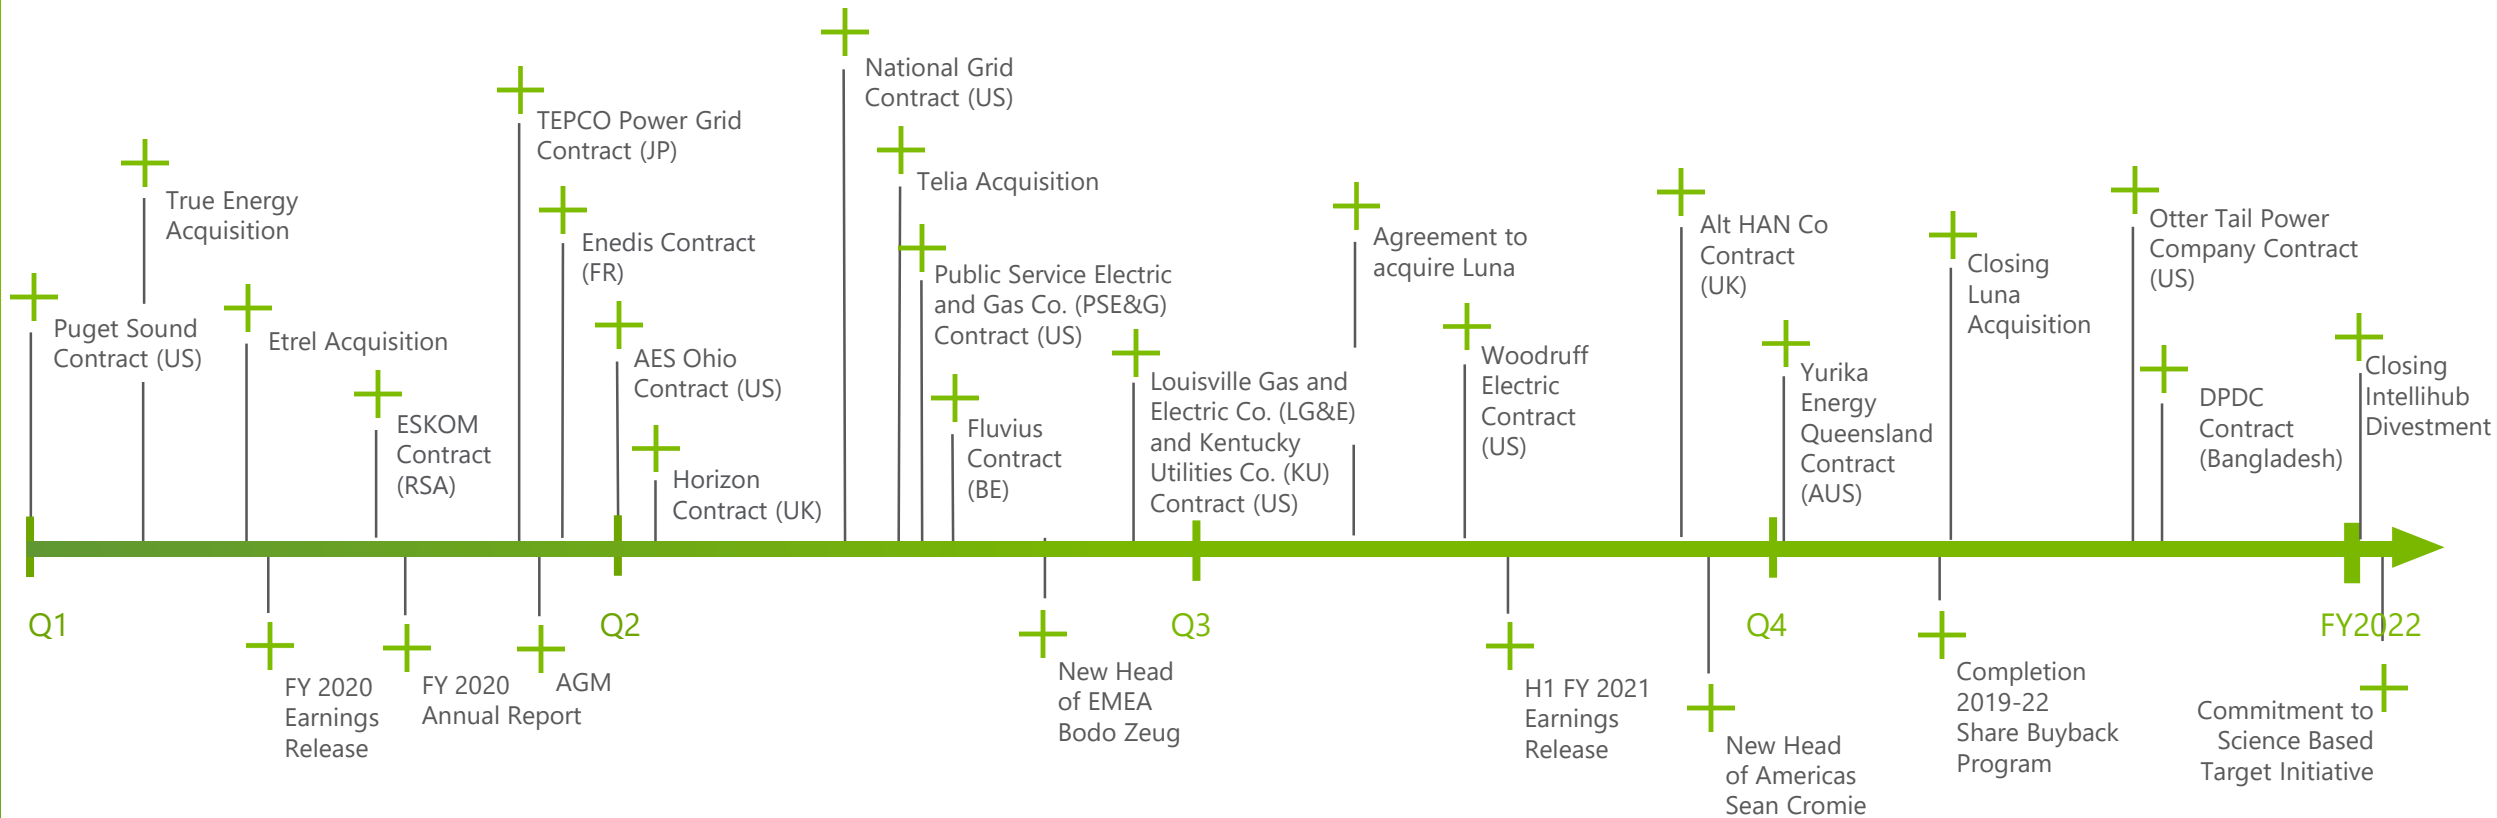 National Grid
Contract (US)
TEPCO Power Grid
Contract (JP)
Telia Acquisition
True Energy
Acquisition
Enedis Contract
(FR)
Public Service Electric
and Gas Co. (PSE&G)
Contract (US)
Agreement to
acquire Luna
Alt HAN Co
Contract
(UK)
Closing
Luna
Acquisition
Otter Tail Power
Company Contract
(US)
Puget Sound
Contract (US)
Etrel Acquisition
AES Ohio
Contract (US)
Louisville Gas and
Electric Co. (LG&E)
and Kentucky
Utilities Co. (KU)
Contract (US)
Woodruff
Electric
Contract
(US)
Yurika
Energy
Queensland
Contract
(AUS)
DPDC
Contract
(Bangladesh)
Closing
Intellihub
Divestment
ESKOM
Contract
(RSA)
Horizon
Contract (UK)
Fluvius
Contract
(BE)
Q1
Q2
Q3
Q4
FY2022
FY 2020
Earnings
Release
FY 2020
Annual Report
AGM
New Head
of EMEA
Bodo Zeug
H1 FY 2021
Earnings
Release
New Head
of Americas
Sean Cromie
Completion
2019-22
Share Buyback
Program
Commitment to
Science Based
Target Initiative